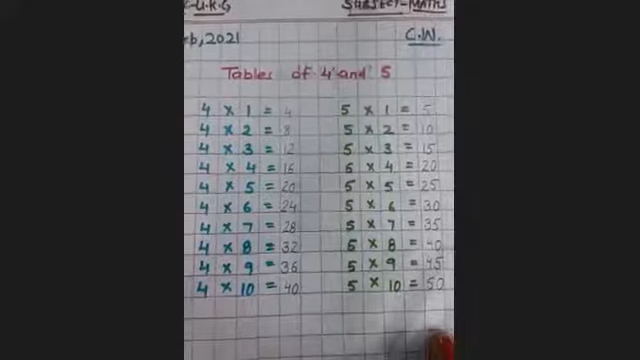 U.K.G SUBJECT-MATHS
Feb, 2021 C.W.
Tables of 4 and 5
4 × 1 = 4 5 × 1 = 5
4 × 2 = 8 5 × 2 = 10
4 × 3 = 12 5 × 3 = 15
4 × 4 = 16 5 × 4 = 20
4 × 5 = 20 5 × 5 = 25
4 × 6 = 24 5 × 6 = 30
4 × 7 = 28 5 × 7 = 35
4 × 8 = 32 5 × 8 = 40
4 × 9 = 36 5 × 9 = 45
4 × 10 = 40 5 × 10 = 50